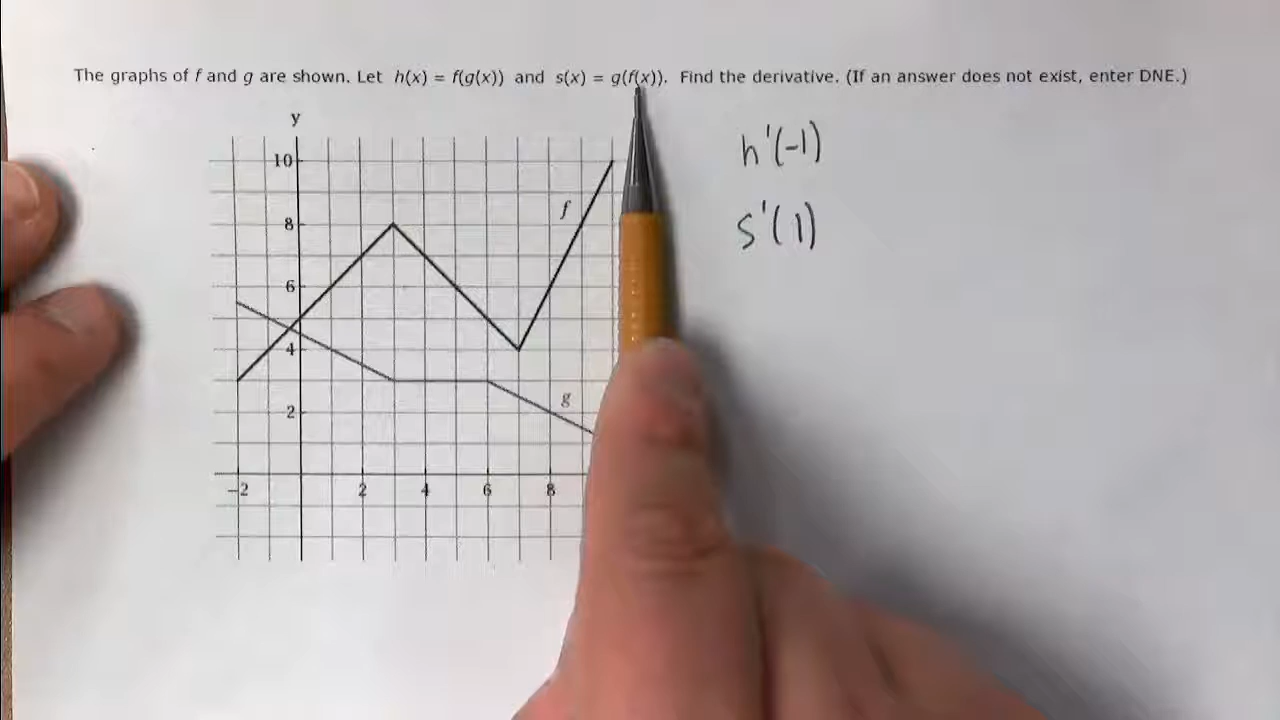 The graphs of f and g are shown. Let h(x) = f(g(x)) and s(x) = g(f(x)). Find the derivative. (If an answer does not exist, enter DNE.)
y
h'(-1)
10
f
8
s'(1)
6
4
g
2
−2 2 4 6 8